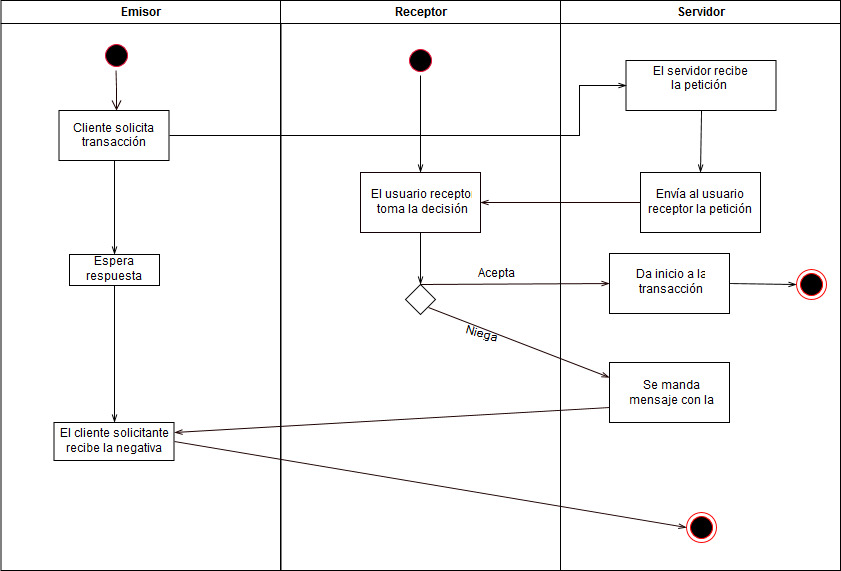 Emisor
Receptor
Servidor
El servidor recibe
la petición
Cliente solicita
transacción
El usuario receptor
toma la decisión
Envía al usuario
receptor la petición
Espera
respuesta
Acepta
Da inicio a la
transacción
Niega
Se manda
mensaje con la
El cliente solicitante
recibe la negativa